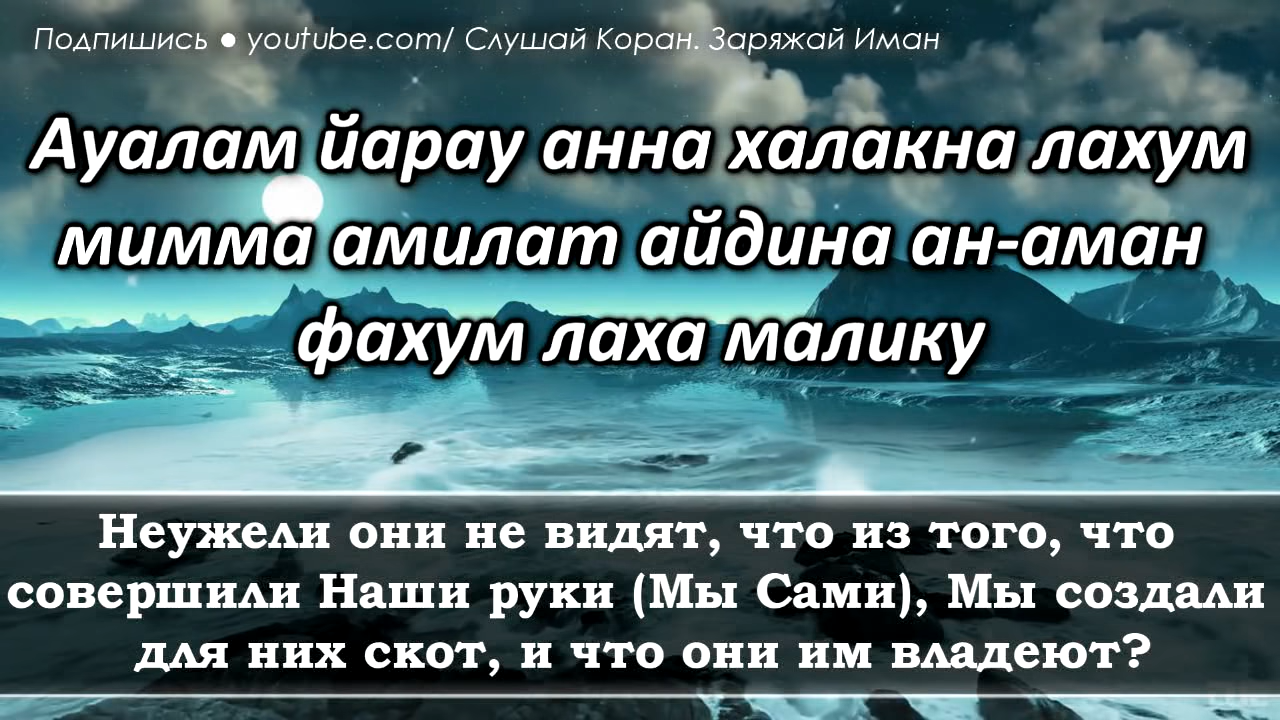 Подпишись ● youtube.com/ Слушай Коран. Заряжай Иман
Ауалам йарау анна халакна лахум
мимма амилат айдина ан-аман
фахум лаха малику
Неужели они не видят, что из того, что
совершили Наши руки (Мы Сами), Мы создали
для них скот, и что они им владеют?